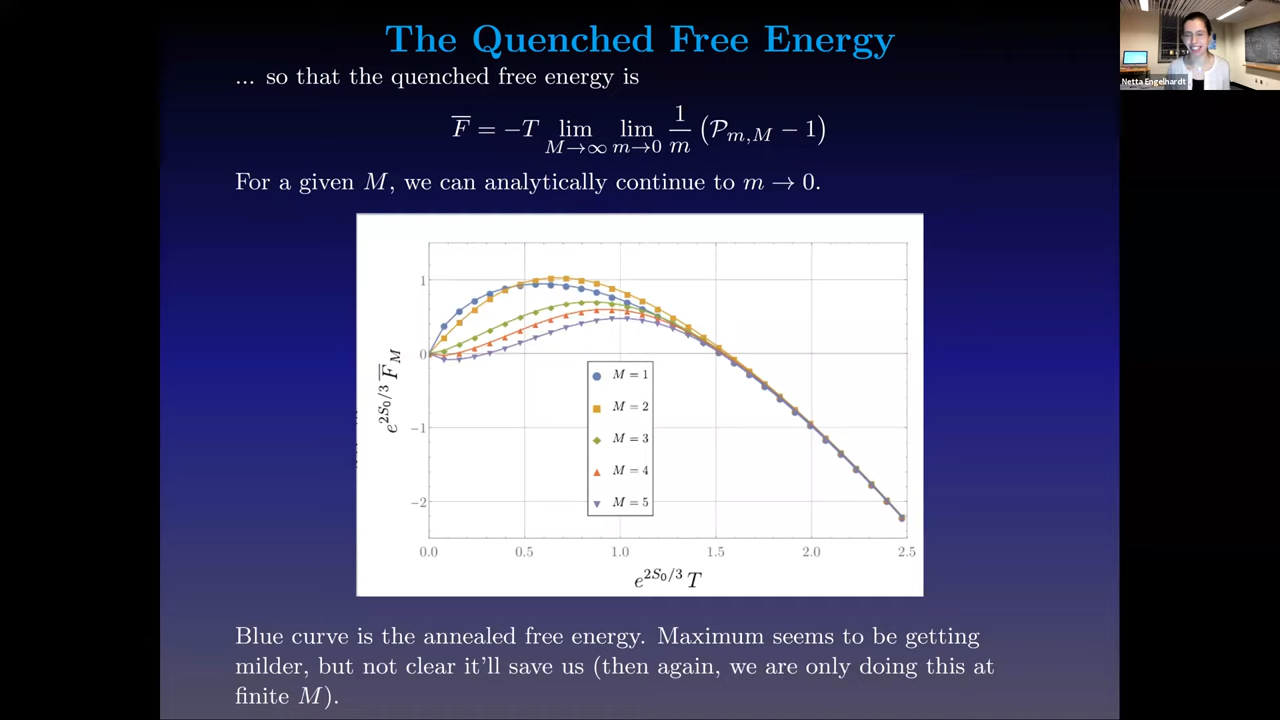 The Quenched Free Energy
Netta Engelhardt
... so that the quenched free energy is
F̅ = −T lim_{M→∞} lim_{m→0} 1/m (𝒫_{m,M} − 1)
For a given M, we can analytically continue to m → 0.
1
0
−1
−2
e^{2S₀/3} F̅_M
M = 1
M = 2
M = 3
M = 4
M = 5
0.0 0.5 1.0 1.5 2.0 2.5
e^{2S₀/3} T
Blue curve is the annealed free energy. Maximum seems to be getting
milder, but not clear it'll save us (then again, we are only doing this at
finite M).